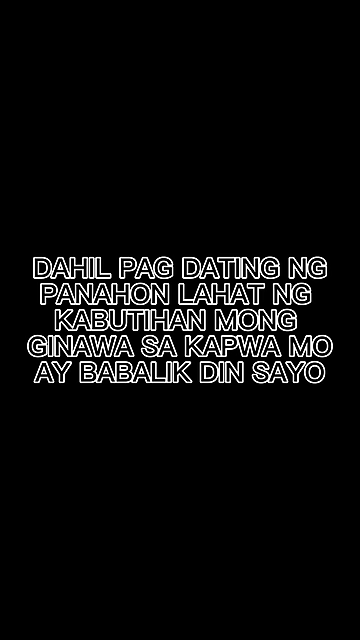 DAHIL PAG DATING NG
PANAHON LAHAT NG
KABUTIHAN MONG
GINAWA SA KAPWA MO
AY BABALIK DIN SAYO